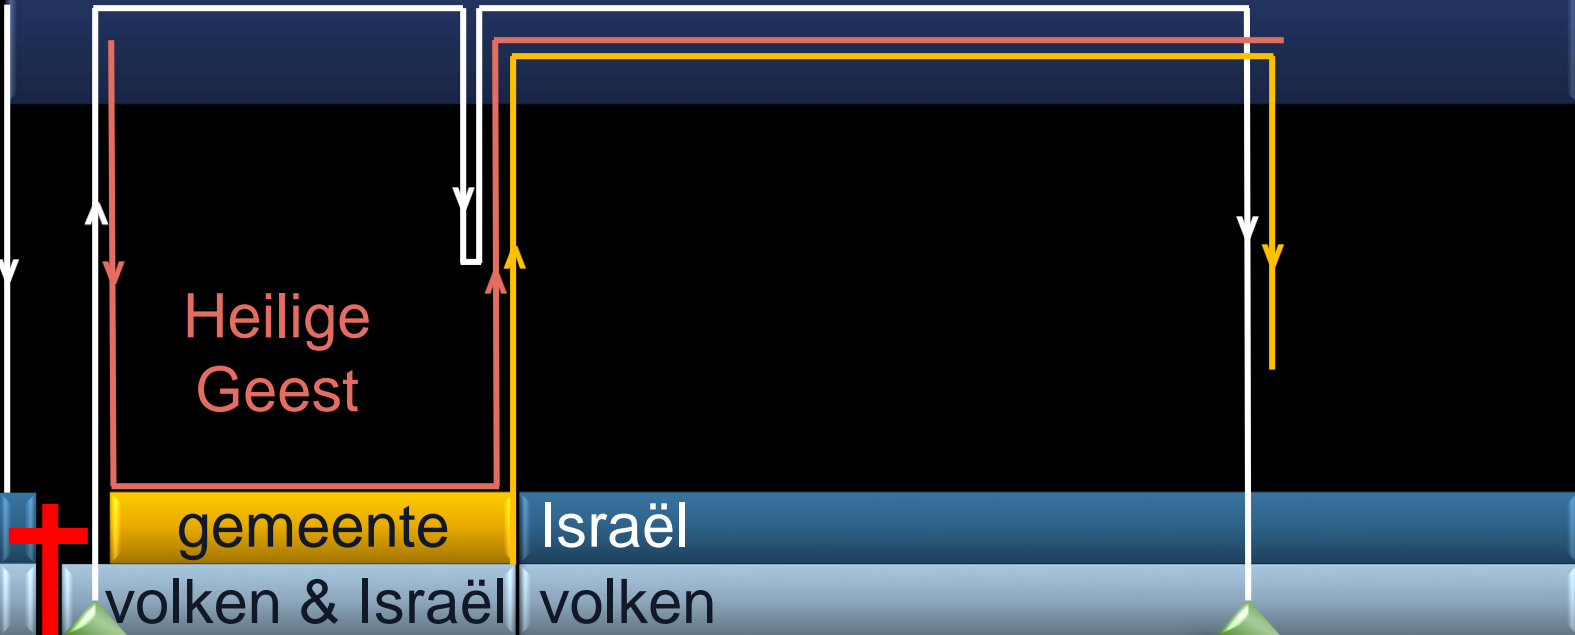 Heilige
Geest
gemeente
Israël
volken & Israël
volken